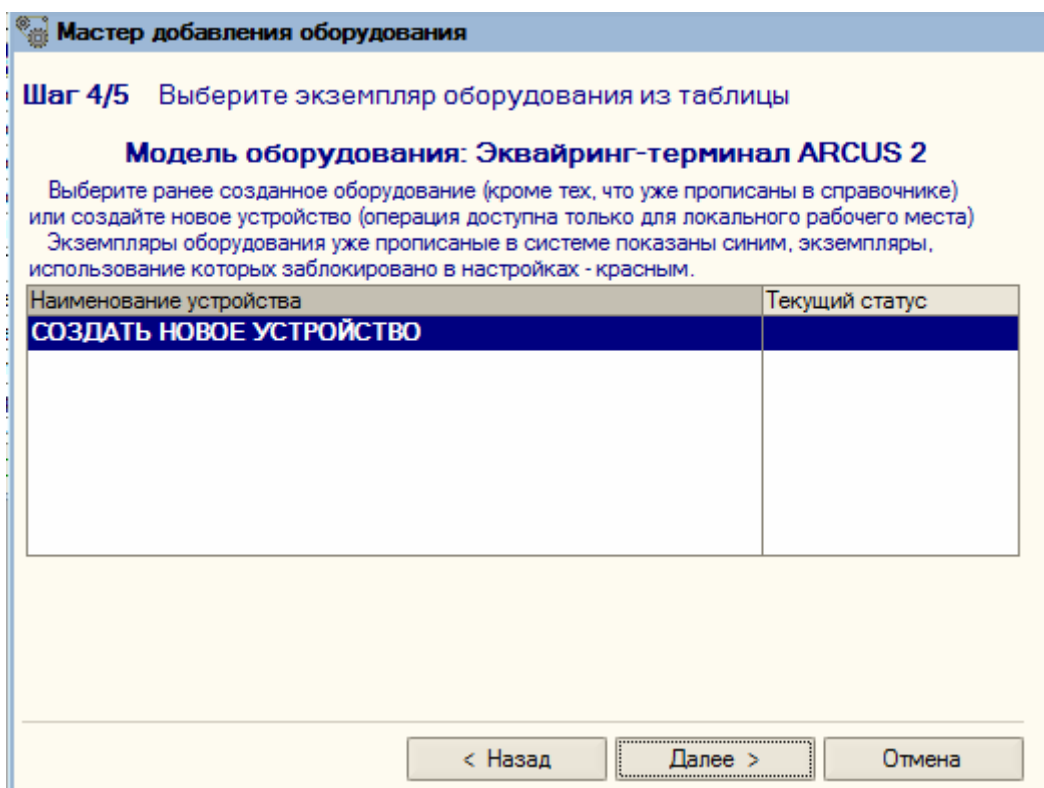 Мастер добавления оборудования
Шаг 4/5 Выберите экземпляр оборудования из таблицы
Модель оборудования: Эквайринг-терминал ARCUS 2
Выберите ранее созданное оборудование (кроме тех, что уже прописаны в справочнике)
или создайте новое устройство (операция доступна только для локального рабочего места)
Экземпляры оборудования уже прописаные в системе показаны синим, экземпляры,
использование которых заблокировано в настройках - красным.
Наименование устройства Текущий статус
СОЗДАТЬ НОВОЕ УСТРОЙСТВО
< Назад Далее > Отмена